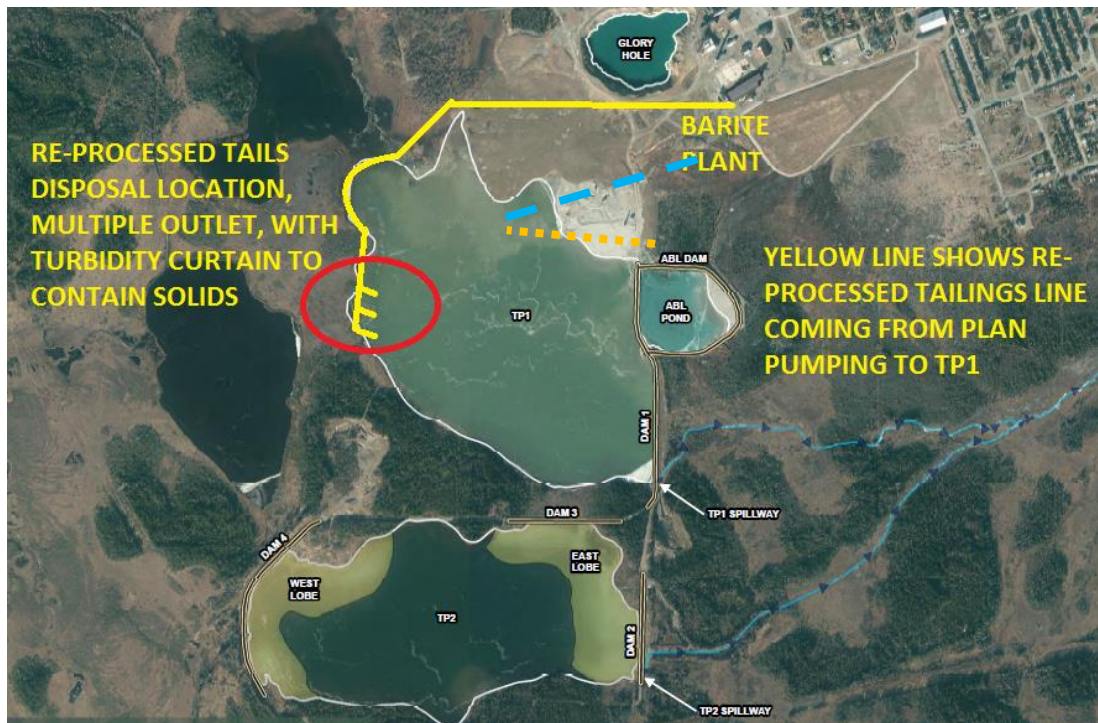 GLORY
HOLE
BARITE
PLANT
RE-PROCESSED TAILS
DISPOSAL LOCATION,
MULTIPLE OUTLET, WITH
TURBIDITY CURTAIN TO
CONTAIN SOLIDS
YELLOW LINE SHOWS RE-
PROCESSED TAILINGS LINE
COMING FROM PLAN
PUMPING TO TP1
ABL DAM
ABL
POND
TP1
DAM 1
TP1 SPILLWAY
DAM 3
DAM 4
EAST
LOBE
WEST
LOBE
TP2
DAM 2
TP2 SPILLWAY